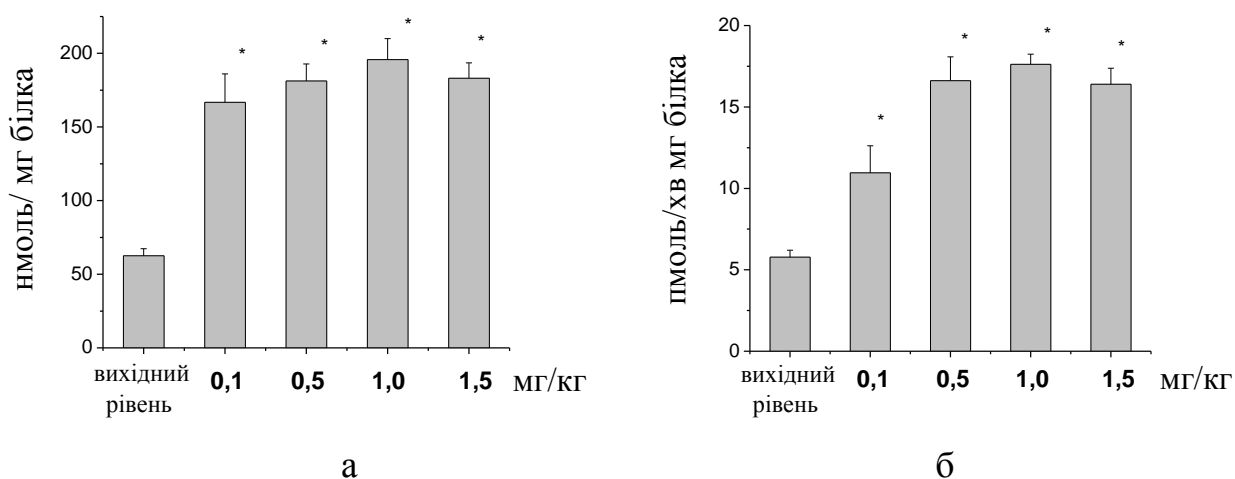 нмоль/ мг білка
200
150
100
50
0
* * * *
вихідний
рівень
0,1 0,5 1,0 1,5 мг/кг
а
пмоль/хв мг білка
20
15
10
5
0
* * * *
вихідний
рівень
0,1 0,5 1,0 1,5 мг/кг
б